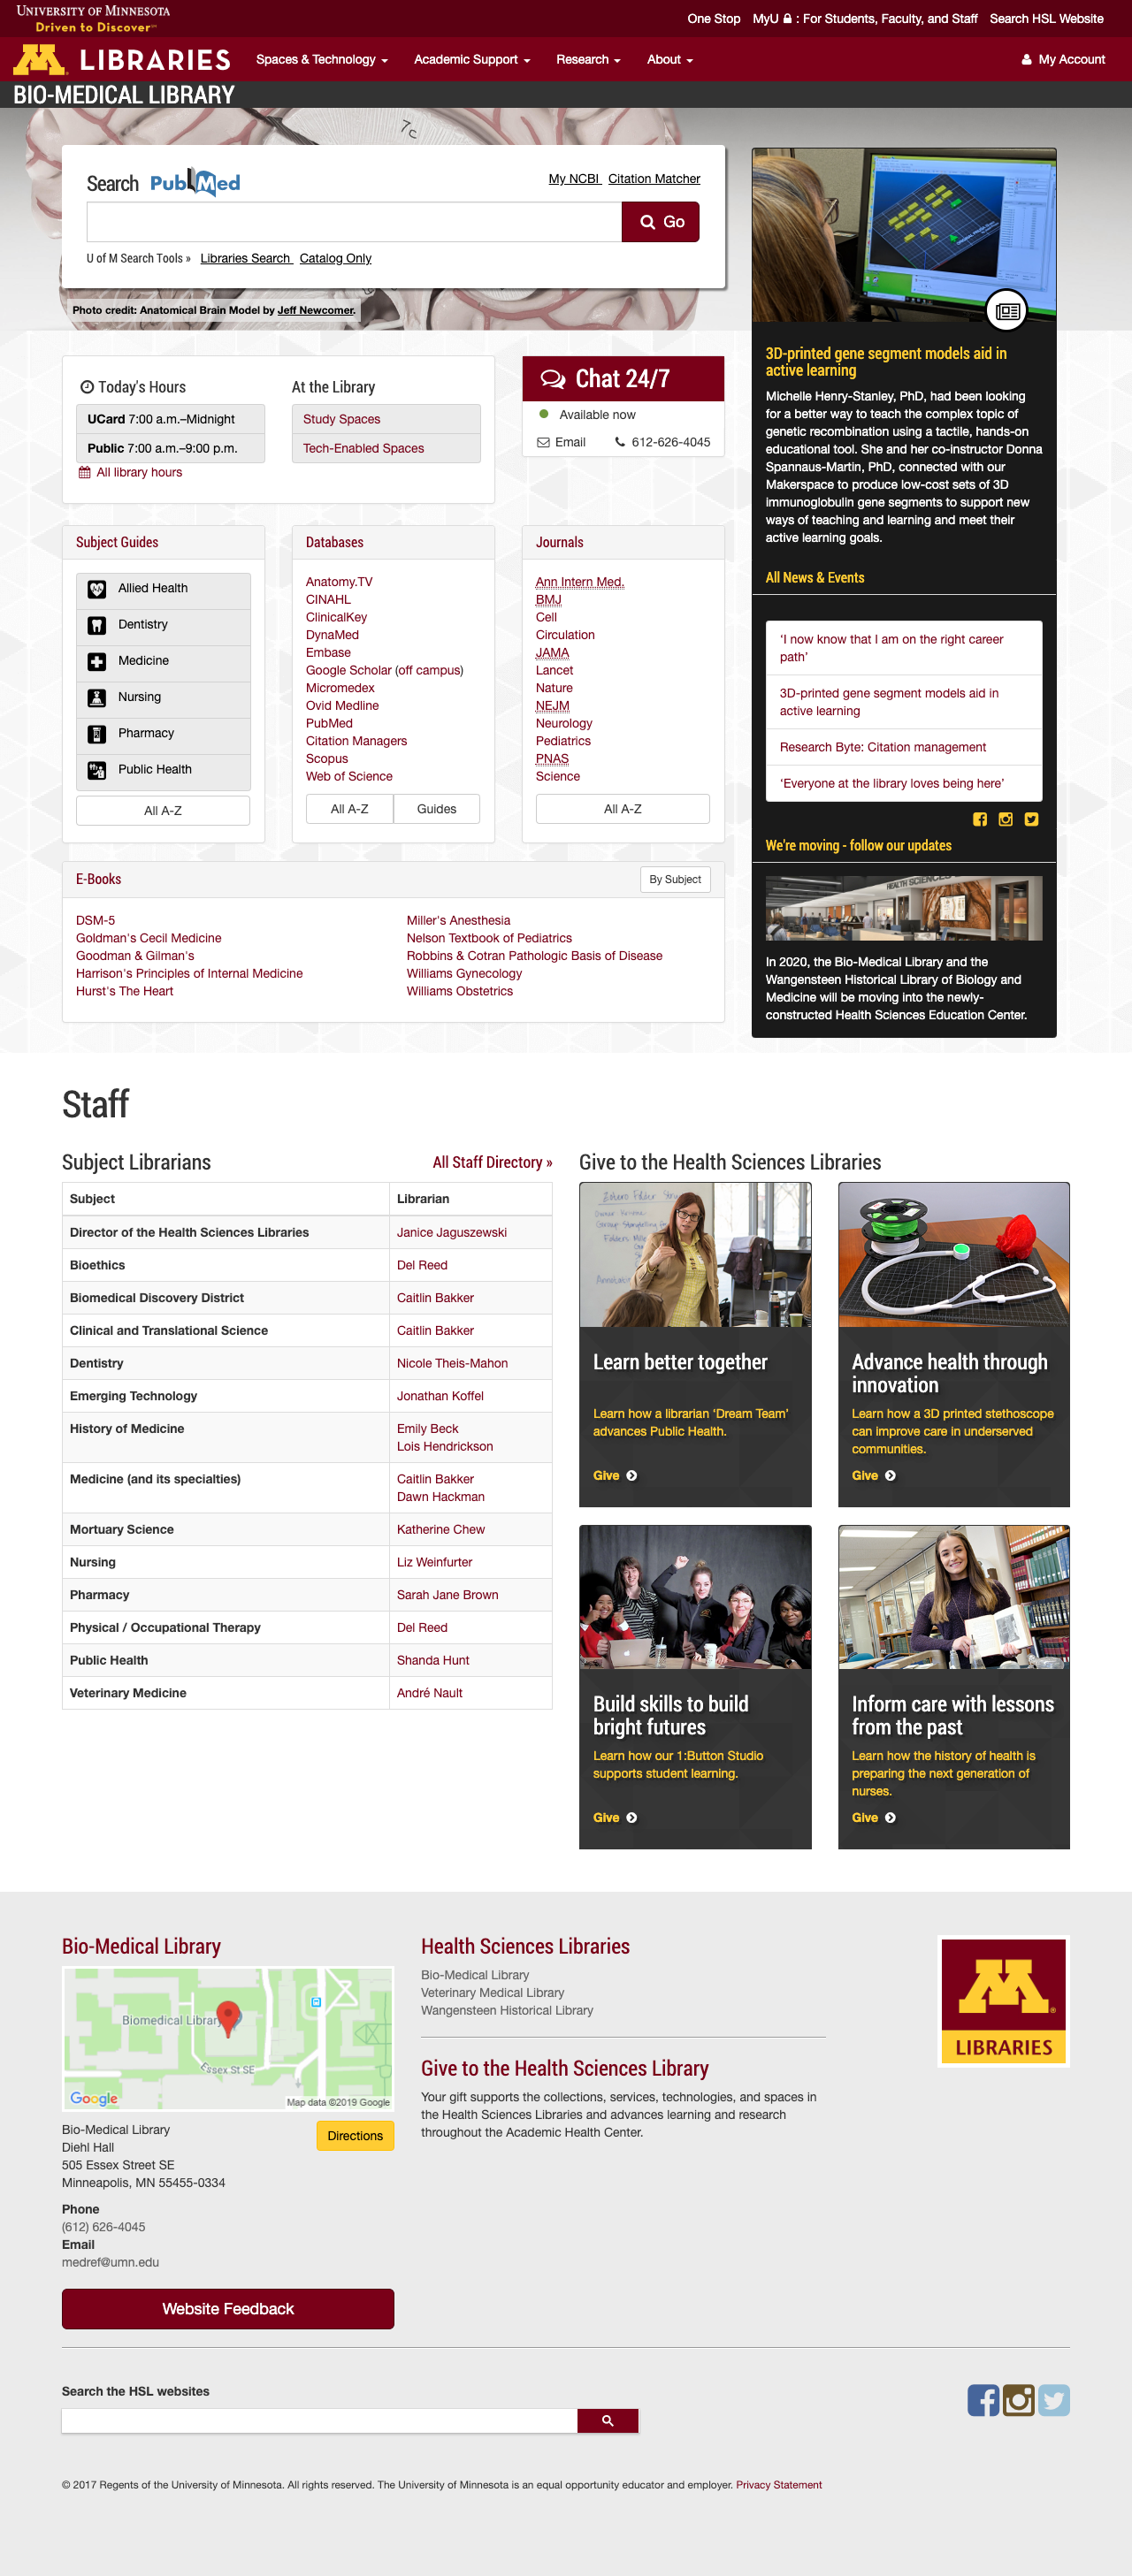 UNIVERSITY OF MINNESOTA
Driven to Discover℠
One Stop MyU : For Students, Faculty, and Staff Search HSL Website
LIBRARIES
Spaces & Technology
Academic Support
Research
About
My Account
BIO-MEDICAL LIBRARY
7c
Search PubMed
My NCBI Citation Matcher
Go
U of M Search Tools » Libraries Search Catalog Only
Photo credit: Anatomical Brain Model by Jeff Newcomer.
Today's Hours
UCard 7:00 a.m.–Midnight
Public 7:00 a.m.–9:00 p.m.
All library hours
At the Library
Study Spaces
Tech-Enabled Spaces
Chat 24/7
Available now
Email 612-626-4045
Subject Guides
Allied Health
Dentistry
Medicine
Nursing
Pharmacy
Public Health
All A-Z
Databases
Anatomy.TV
CINAHL
ClinicalKey
DynaMed
Embase
Google Scholar (off campus)
Micromedex
Ovid Medline
PubMed
Citation Managers
Scopus
Web of Science
All A-Z Guides
Journals
Ann Intern Med.
BMJ
Cell
Circulation
JAMA
Lancet
Nature
NEJM
Neurology
Pediatrics
PNAS
Science
All A-Z
E-Books
By Subject
DSM-5
Goldman's Cecil Medicine
Goodman & Gilman's
Harrison's Principles of Internal Medicine
Hurst's The Heart
Miller's Anesthesia
Nelson Textbook of Pediatrics
Robbins & Cotran Pathologic Basis of Disease
Williams Gynecology
Williams Obstetrics
3D-printed gene segment models aid in
active learning
Michelle Henry-Stanley, PhD, had been looking
for a better way to teach the complex topic of
genetic recombination using a tactile, hands-on
educational tool. She and her co-instructor Donna
Spannaus-Martin, PhD, connected with our
Makerspace to produce low-cost sets of 3D
immunoglobulin gene segments to support new
ways of teaching and learning and meet their
active learning goals.
All News & Events
‘I now know that I am on the right career
path’
3D-printed gene segment models aid in
active learning
Research Byte: Citation management
‘Everyone at the library loves being here’
We're moving - follow our updates
HEALTH SCIENCES
In 2020, the Bio-Medical Library and the
Wangensteen Historical Library of Biology and
Medicine will be moving into the newly-
constructed Health Sciences Education Center.
Staff
Subject Librarians
All Staff Directory »
Subject Librarian
Director of the Health Sciences Libraries Janice Jaguszewski
Bioethics Del Reed
Biomedical Discovery District Caitlin Bakker
Clinical and Translational Science Caitlin Bakker
Dentistry Nicole Theis-Mahon
Emerging Technology Jonathan Koffel
History of Medicine Emily Beck
Lois Hendrickson
Medicine (and its specialties) Caitlin Bakker
Dawn Hackman
Mortuary Science Katherine Chew
Nursing Liz Weinfurter
Pharmacy Sarah Jane Brown
Physical / Occupational Therapy Del Reed
Public Health Shanda Hunt
Veterinary Medicine André Nault
Give to the Health Sciences Libraries
Learn better together
Learn how a librarian ‘Dream Team’
advances Public Health.
Give
Advance health through
innovation
Learn how a 3D printed stethoscope
can improve care in underserved
communities.
Give
Build skills to build
bright futures
Learn how our 1:Button Studio
supports student learning.
Give
Inform care with lessons
from the past
Learn how the history of health is
preparing the next generation of
nurses.
Give
Bio-Medical Library
Biomedical Library
Essex St SE
Google
Map data ©2019 Google
Bio-Medical Library
Diehl Hall
505 Essex Street SE
Minneapolis, MN 55455-0334
Directions
Phone
(612) 626-4045
Email
medref@umn.edu
Website Feedback
Health Sciences Libraries
Bio-Medical Library
Veterinary Medical Library
Wangensteen Historical Library
Give to the Health Sciences Library
Your gift supports the collections, services, technologies, and spaces in
the Health Sciences Libraries and advances learning and research
throughout the Academic Health Center.
LIBRARIES
Search the HSL websites
© 2017 Regents of the University of Minnesota. All rights reserved. The University of Minnesota is an equal opportunity educator and employer. Privacy Statement